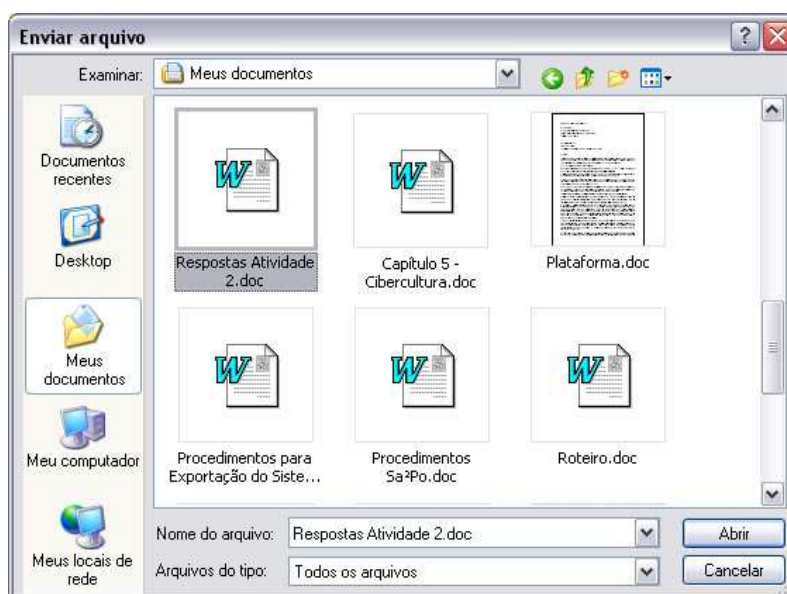 Enviar arquivo
Examinar:
Meus documentos
Documentos
recentes
Desktop
Meus
documentos
Meu computador
Meus locais de
rede
Respostas Atividade
2.doc
Capítulo 5 -
Cibercultura.doc
Plataforma.doc
Procedimentos para
Exportação do Siste...
Procedimentos
Sa²Po.doc
Roteiro.doc
Nome do arquivo:
Respostas Atividade 2.doc
Abrir
Arquivos do tipo:
Todos os arquivos
Cancelar